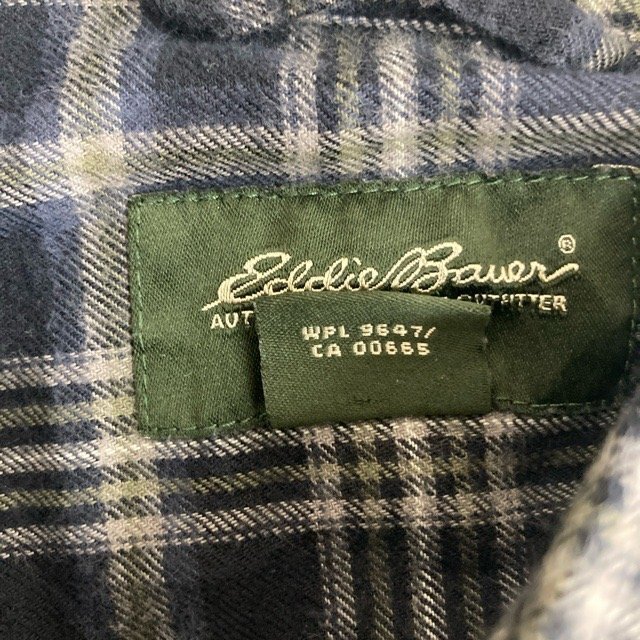 Eddie Bauer®
AUT OUTFITTER
WPL 9647/
CA 00665